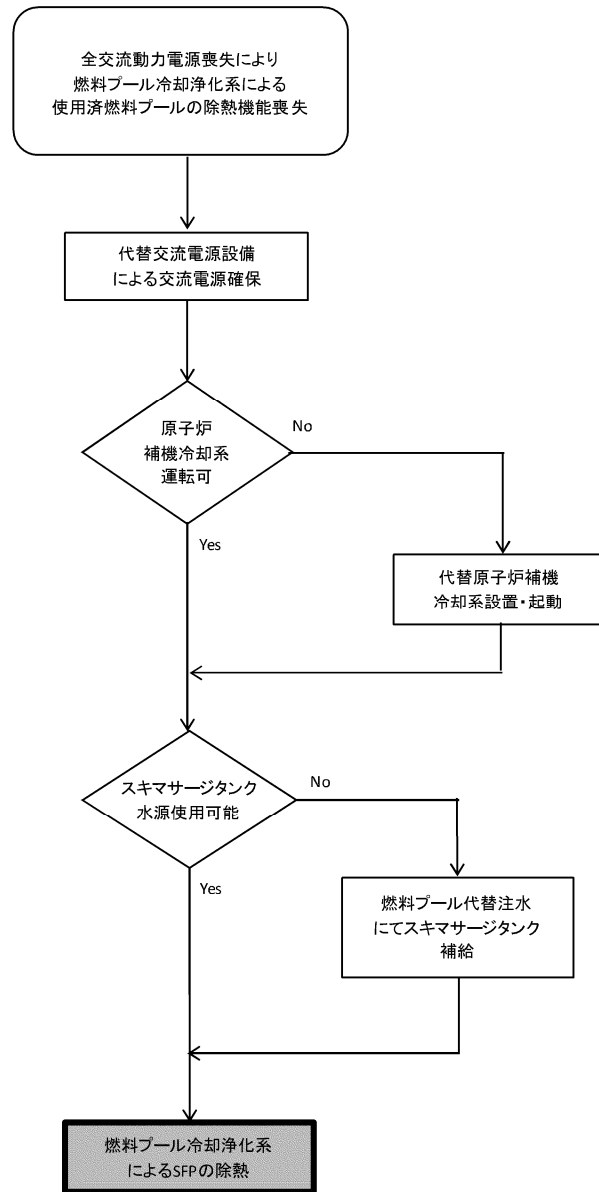 全交流動力電源喪失により
燃料プール冷却浄化系による
使用済燃料プールの除熱機能喪失
代替交流電源設備
による交流電源確保
原子炉
補機冷却系
運転可
No
Yes
代替原子炉補機
冷却系設置・起動
スキマサージタンク
水源使用可能
No
Yes
燃料プール代替注水
にてスキマサージタンク
補給
燃料プール冷却浄化系
によるSFPの除熱